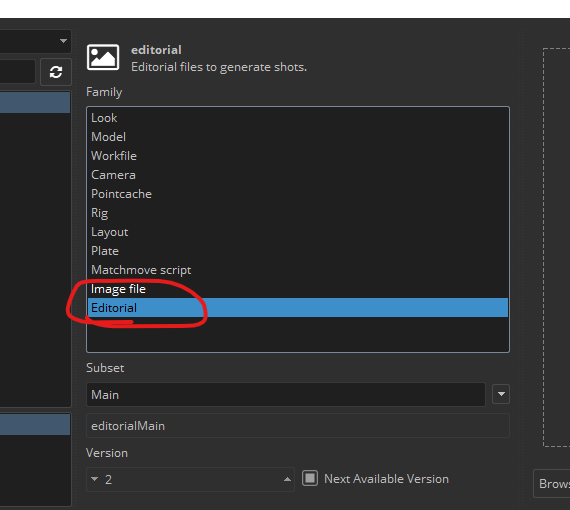 editorial
Editorial files to generate shots.
Family
Look
Model
Workfile
Camera
Pointcache
Rig
Layout
Plate
Matchmove script
Image file
Editorial
Subset
Main
editorialMain
Version
2
Next Available Version